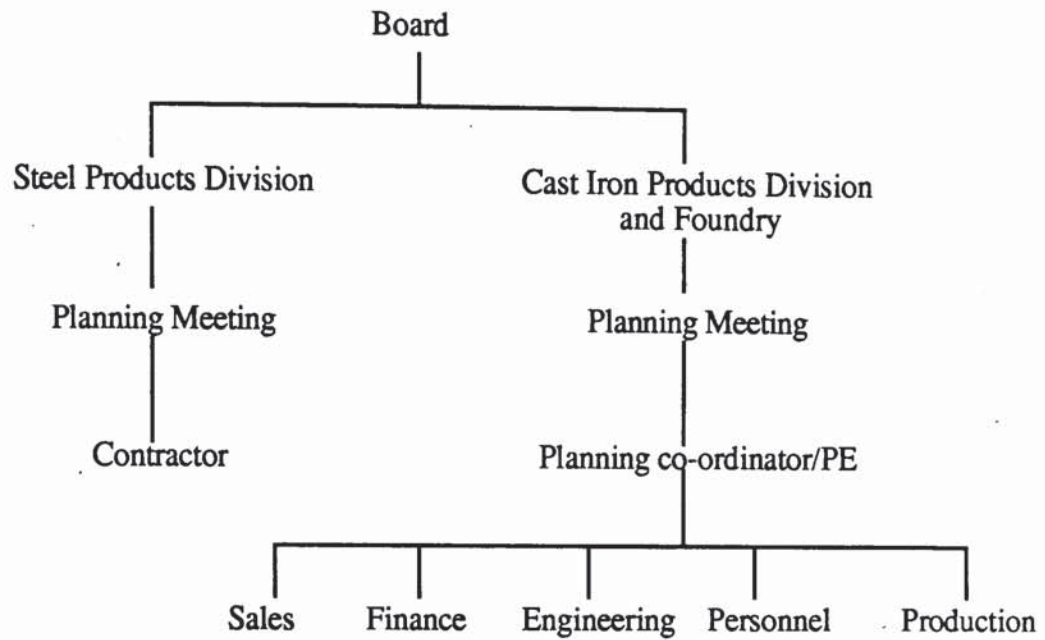 Board
Steel Products Division
Cast Iron Products Division
and Foundry
Planning Meeting
Planning Meeting
Contractor
Planning co-ordinator/PE
Sales
Finance
Engineering
Personnel
Production